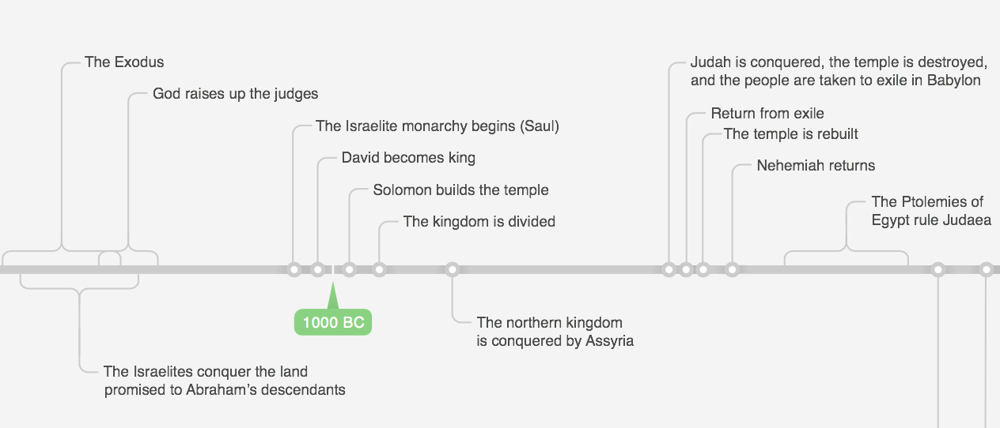 The Exodus
God raises up the judges
The Israelite monarchy begins (Saul)
David becomes king
Solomon builds the temple
The kingdom is divided
Judah is conquered, the temple is destroyed,
and the people are taken to exile in Babylon
Return from exile
The temple is rebuilt
Nehemiah returns
The Ptolemies of
Egypt rule Judaea
1000 BC
The northern kingdom
is conquered by Assyria
The Israelites conquer the land
promised to Abraham’s descendants